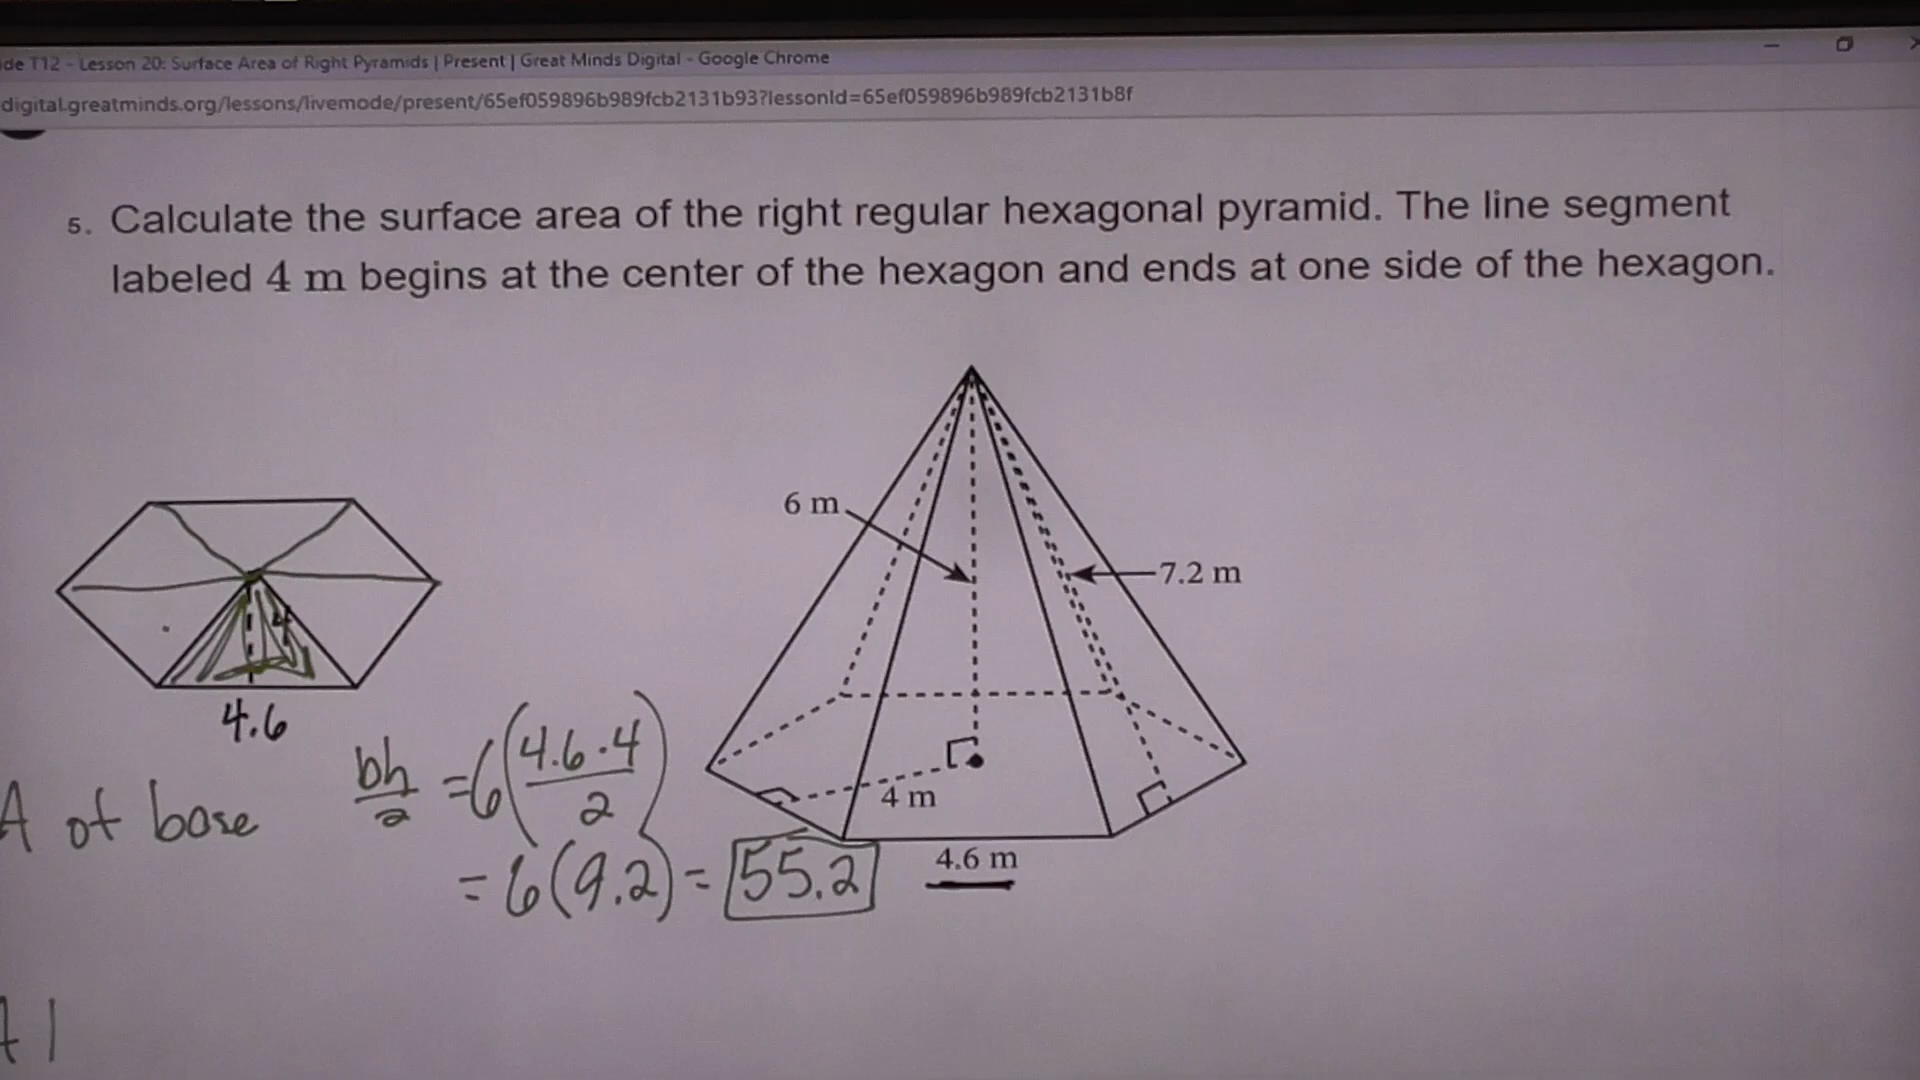 de T12 - Lesson 20: Surface Area of Right Pyramids | Present | Great Minds Digital - Google Chrome
digital.greatminds.org/lessons/livemode/present/65ef059896b989fcb2131b93?lessonId=65ef059896b989fcb2131b8f
5. Calculate the surface area of the right regular hexagonal pyramid. The line segment
labeled 4 m begins at the center of the hexagon and ends at one side of the hexagon.
6 m
7.2 m
4
4.6
4 m
4.6 m
A of base bh/2 = 6(4.6·4/2)
= 6(9.2) = 55.2